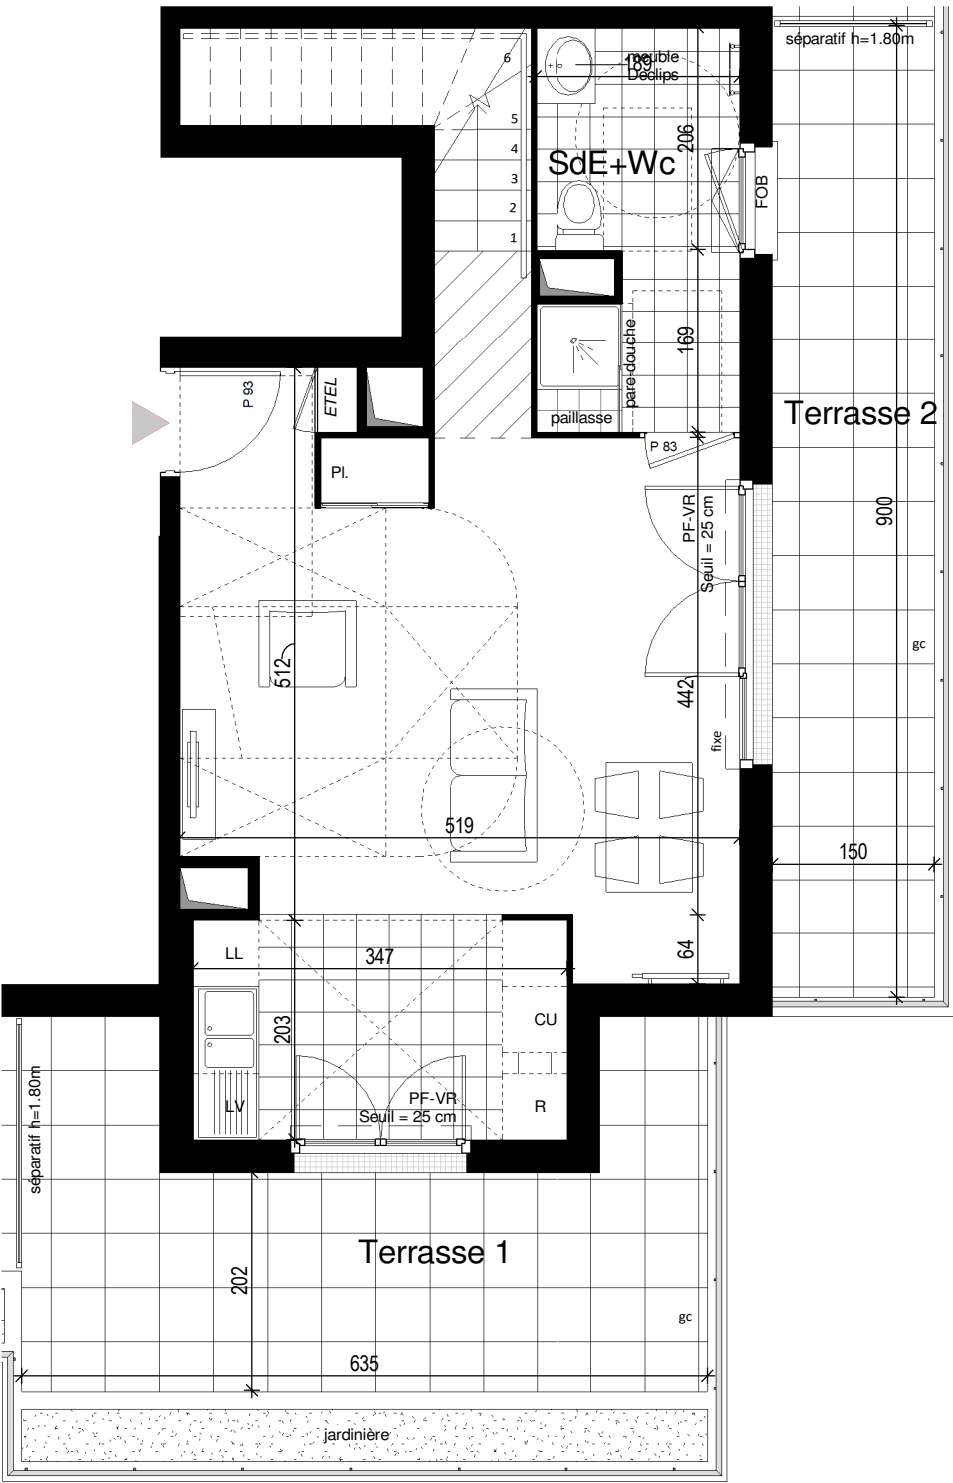 séparatif h=1.80m
6
meuble
189
Déclips
5
4
3
2
1
206
SdE+Wc
FOB
169
pare-douche
paillasse
P 93
ETEL
Pl.
P 83
Terrasse 2
PF-VR
Seuil = 25 cm
900
512
442
gc
fixe
519
150
LL
347
64
203
CU
LV
PF-VR
Seuil = 25 cm
R
séparatif h=1.80m
Terrasse 1
202
gc
635
jardinière